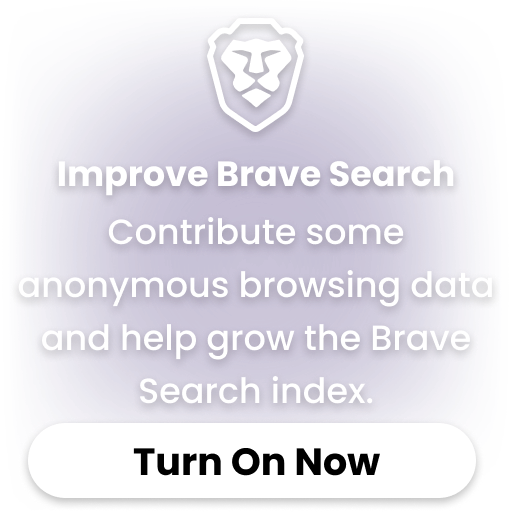 Improve Brave Search
Contribute some
anonymous browsing data
and help grow the Brave
Search index.
Turn On Now